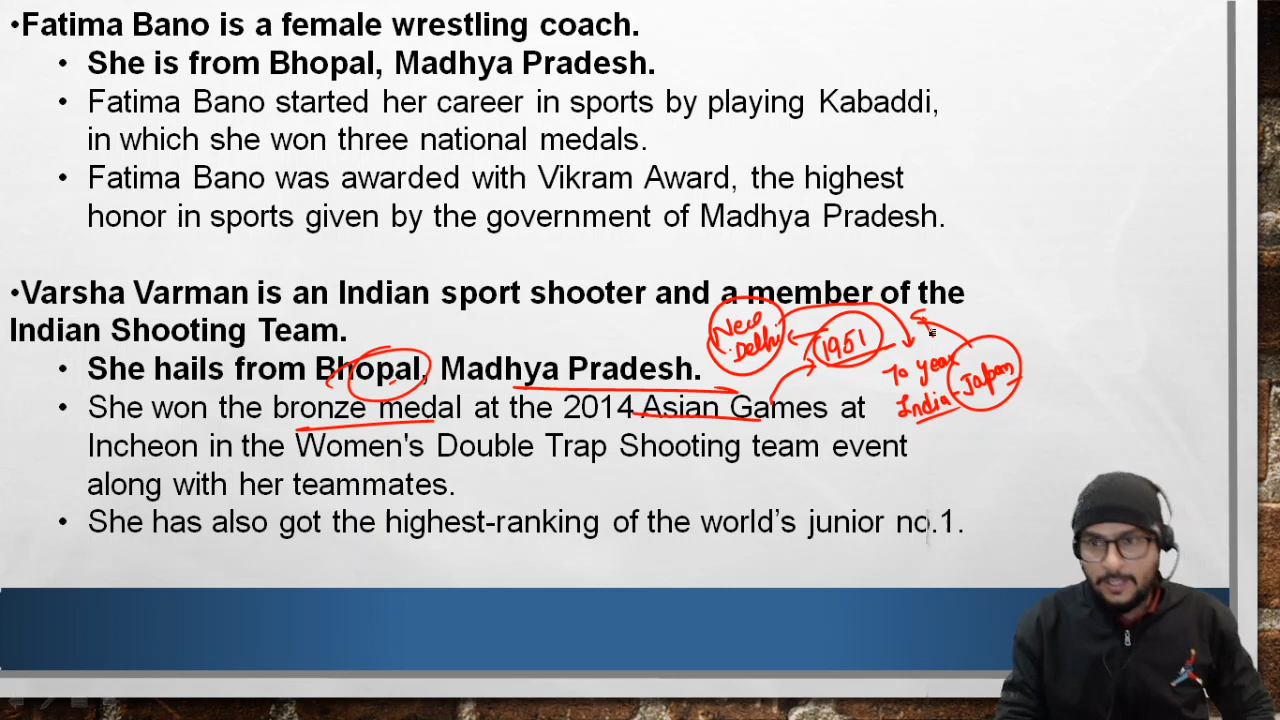 •Fatima Bano is a female wrestling coach.
• She is from Bhopal, Madhya Pradesh.
• Fatima Bano started her career in sports by playing Kabaddi,
in which she won three national medals.
• Fatima Bano was awarded with Vikram Award, the highest
honor in sports given by the government of Madhya Pradesh.
•Varsha Varman is an Indian sport shooter and a member of the
Indian Shooting Team.
New
Delhi
1951
• She hails from Bhopal, Madhya Pradesh.
70 year
India - Japan
• She won the bronze medal at the 2014 Asian Games at
Incheon in the Women's Double Trap Shooting team event
along with her teammates.
• She has also got the highest-ranking of the world’s junior no.1.